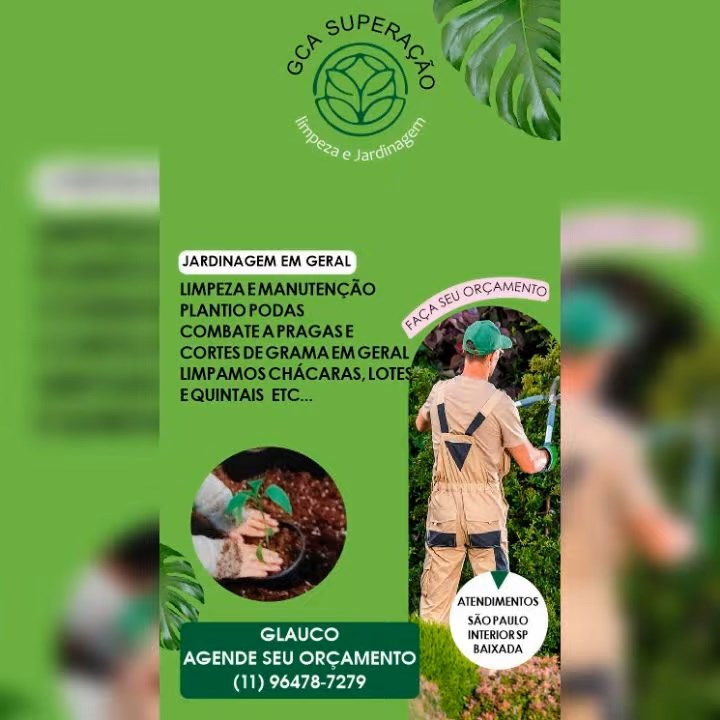 GCA SUPERAÇÃO
limpeza e Jardinagem
JARDINAGEM EM GERAL
LIMPEZA E MANUTENÇÃO
PLANTIO PODAS
COMBATE A PRAGAS E
CORTES DE GRAMA EM GERAL
LIMPAMOS CHÁCARAS, LOTES
E QUINTAIS ETC...
FAÇA SEU ORÇAMENTO
ATENDIMENTOS
SÃO PAULO
INTERIOR SP
BAIXADA
GLAUCO
AGENDE SEU ORÇAMENTO
(11) 96478-7279